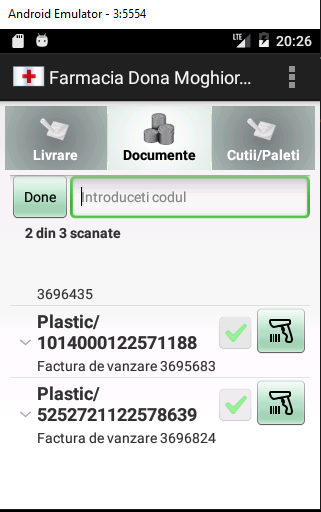 Android Emulator - 3:5554
LTE 20:26
Farmacia Dona Moghior...
Livrare
Documente
Cutii/Paleti
Done
Introduceti codul
2 din 3 scanate
3696435
Plastic/
1014000122571188
Factura de vanzare 3695683
Plastic/
5252721122578639
Factura de vanzare 3696824